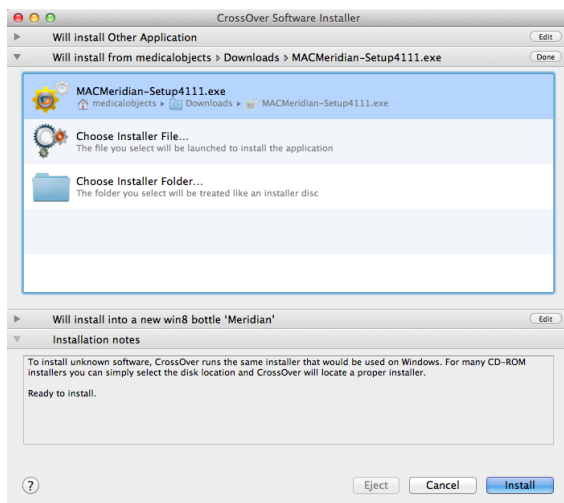 CrossOver Software Installer
Will install Other Application Edit
Will install from medicalobjects ▹ Downloads ▹ MACMeridian-Setup4111.exe Done
MACMeridian-Setup4111.exe
medicalobjects ▸ Downloads ▸ MACMeridian-Setup4111.exe
Choose Installer File...
The file you select will be launched to install the application
Choose Installer Folder...
The folder you select will be treated like an installer disc
Will install into a new win8 bottle 'Meridian' Edit
Installation notes
To install unknown software, CrossOver runs the same installer that would be used on Windows. For many CD-ROM
installers you can simply select the disk location and CrossOver will locate a proper installer.
Ready to install.
? Eject Cancel Install